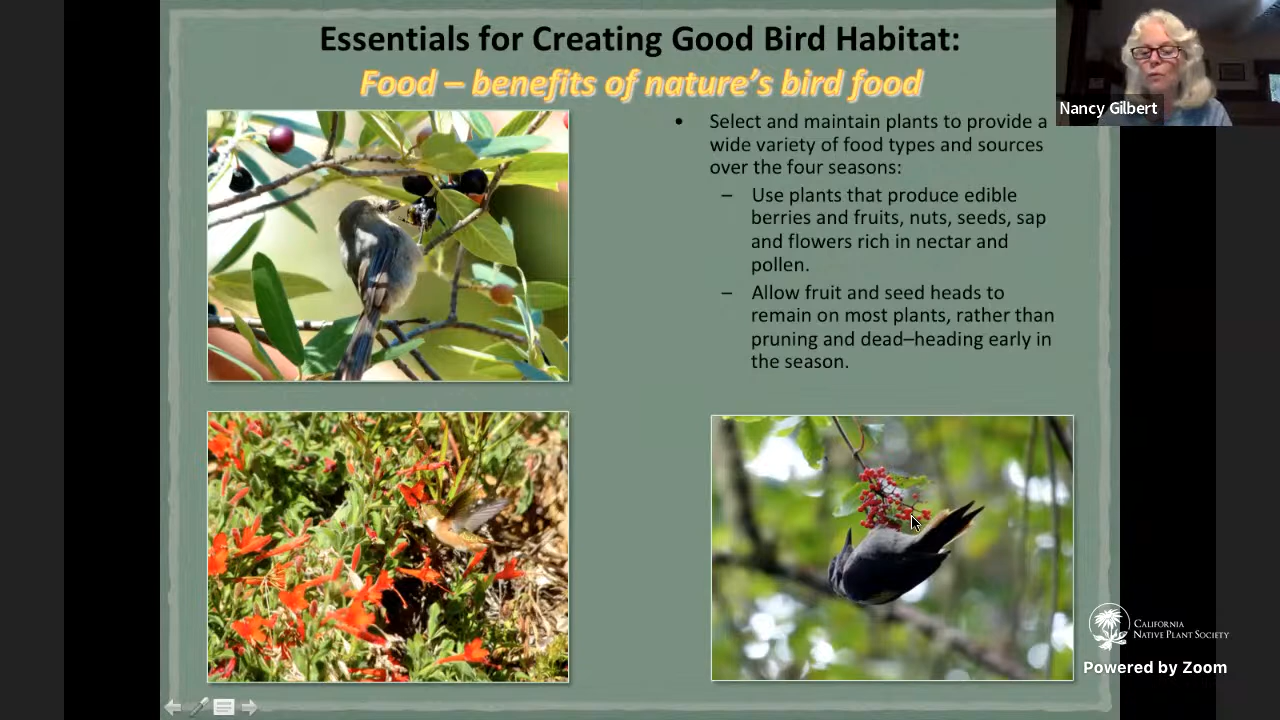 Essentials for Creating Good Bird Habitat:
Food – benefits of nature's bird food
Nancy Gilbert
• Select and maintain plants to provide a
wide variety of food types and sources
over the four seasons:
– Use plants that produce edible
berries and fruits, nuts, seeds, sap
and flowers rich in nectar and
pollen.
– Allow fruit and seed heads to
remain on most plants, rather than
pruning and dead–heading early in
the season.
CALIFORNIA
NATIVE PLANT SOCIETY
Powered by Zoom